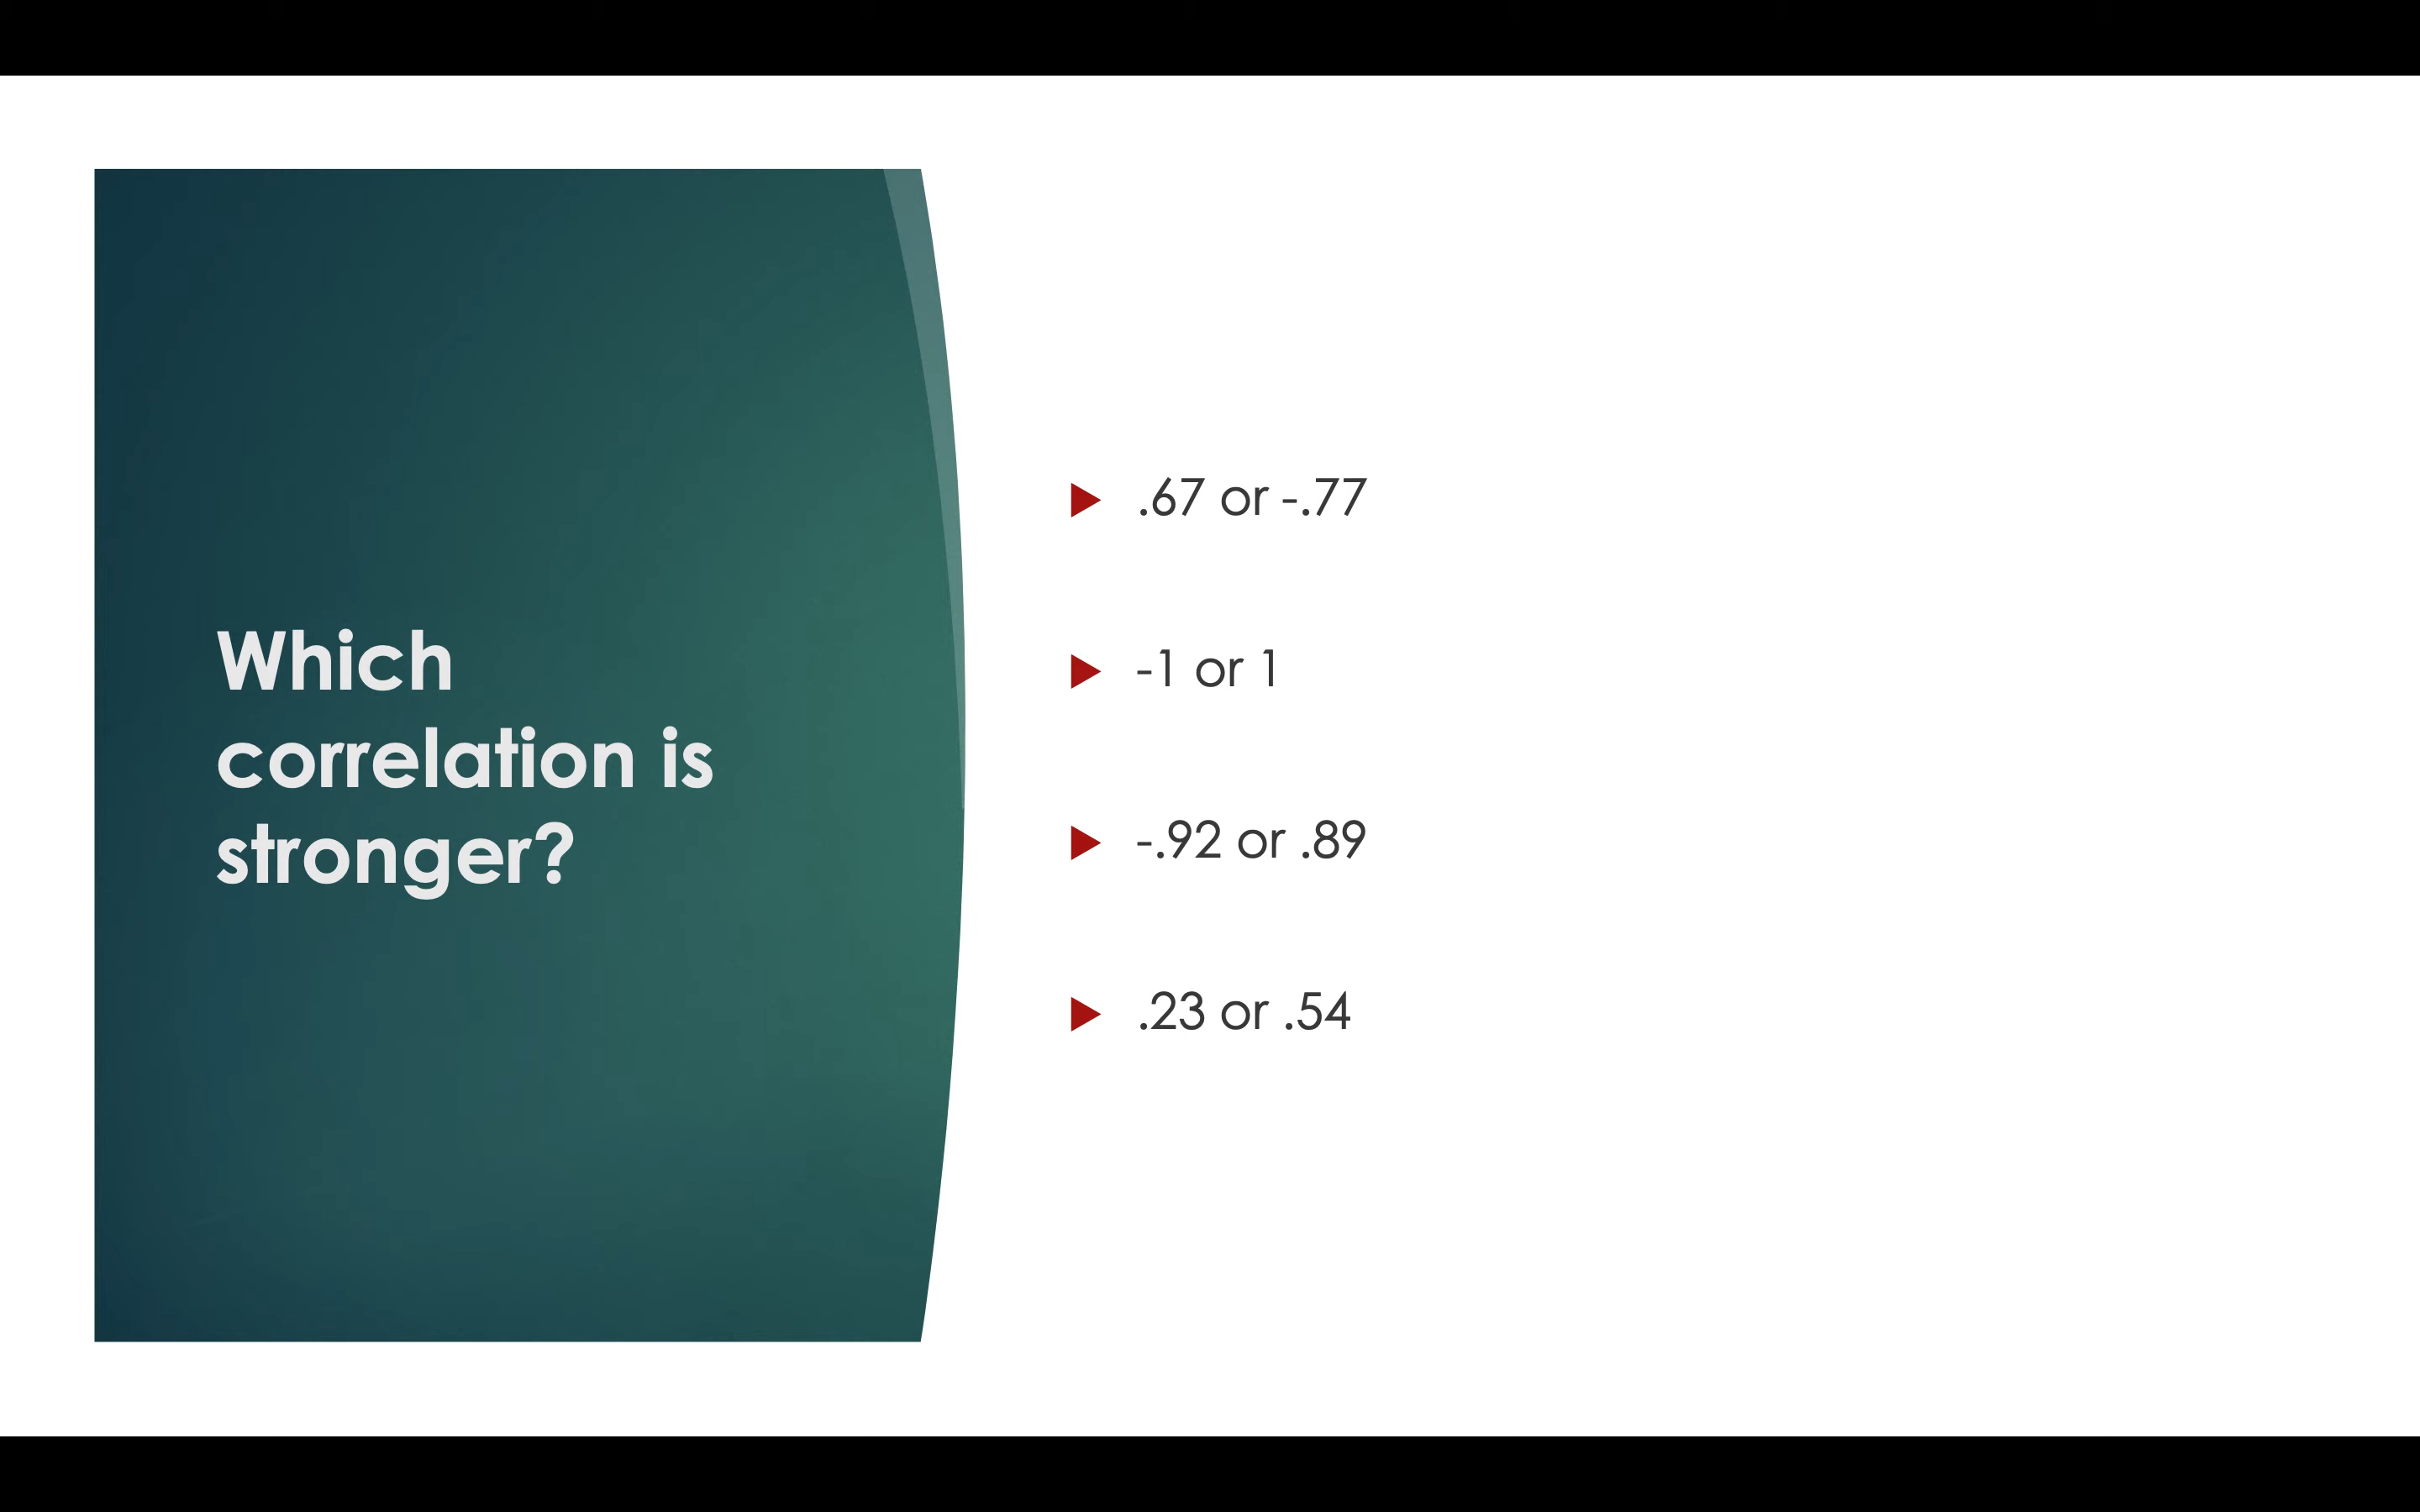 Which
correlation is
stronger?
.67 or -.77
-1 or 1
-.92 or .89
.23 or .54